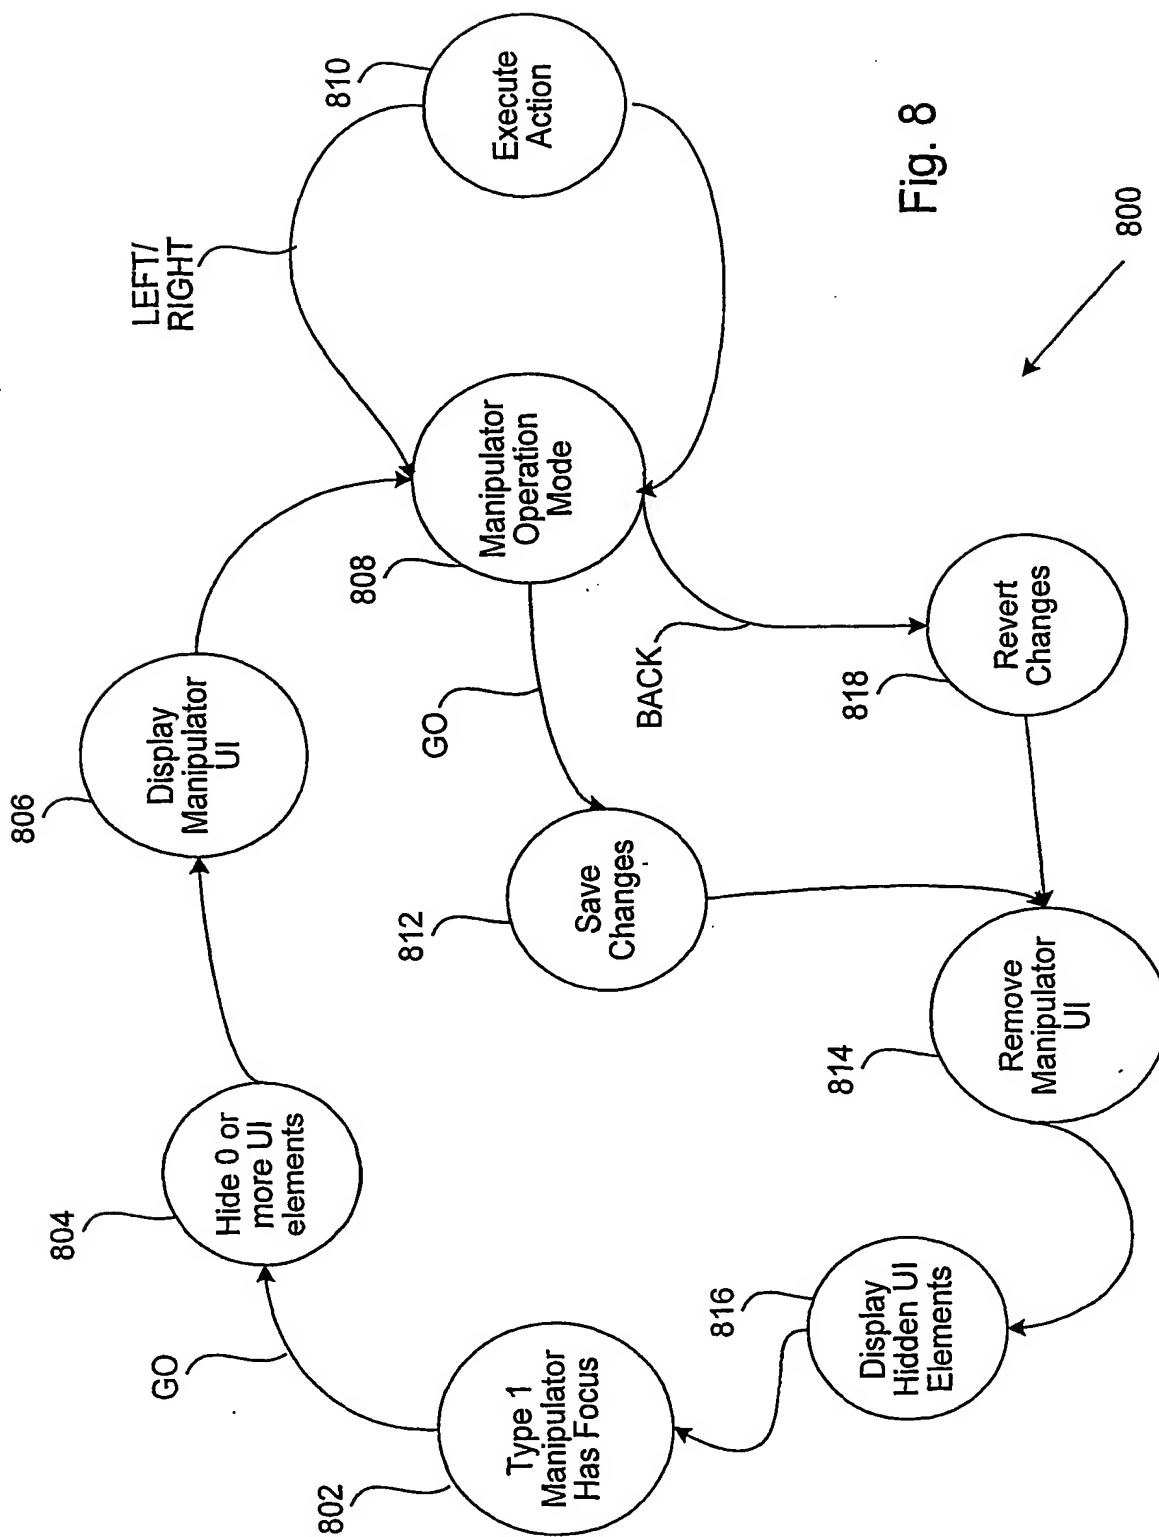 802
Type 1
Manipulator
Has Focus
GO
804
Hide 0 or
more UI
elements
806
Display
Manipulator
UI
808
Manipulator
Operation
Mode
LEFT/
RIGHT
810
Execute
Action
GO
812
Save
Changes
BACK
818
Revert
Changes
814
Remove
Manipulator
UI
816
Display
Hidden UI
Elements
Fig. 8
800